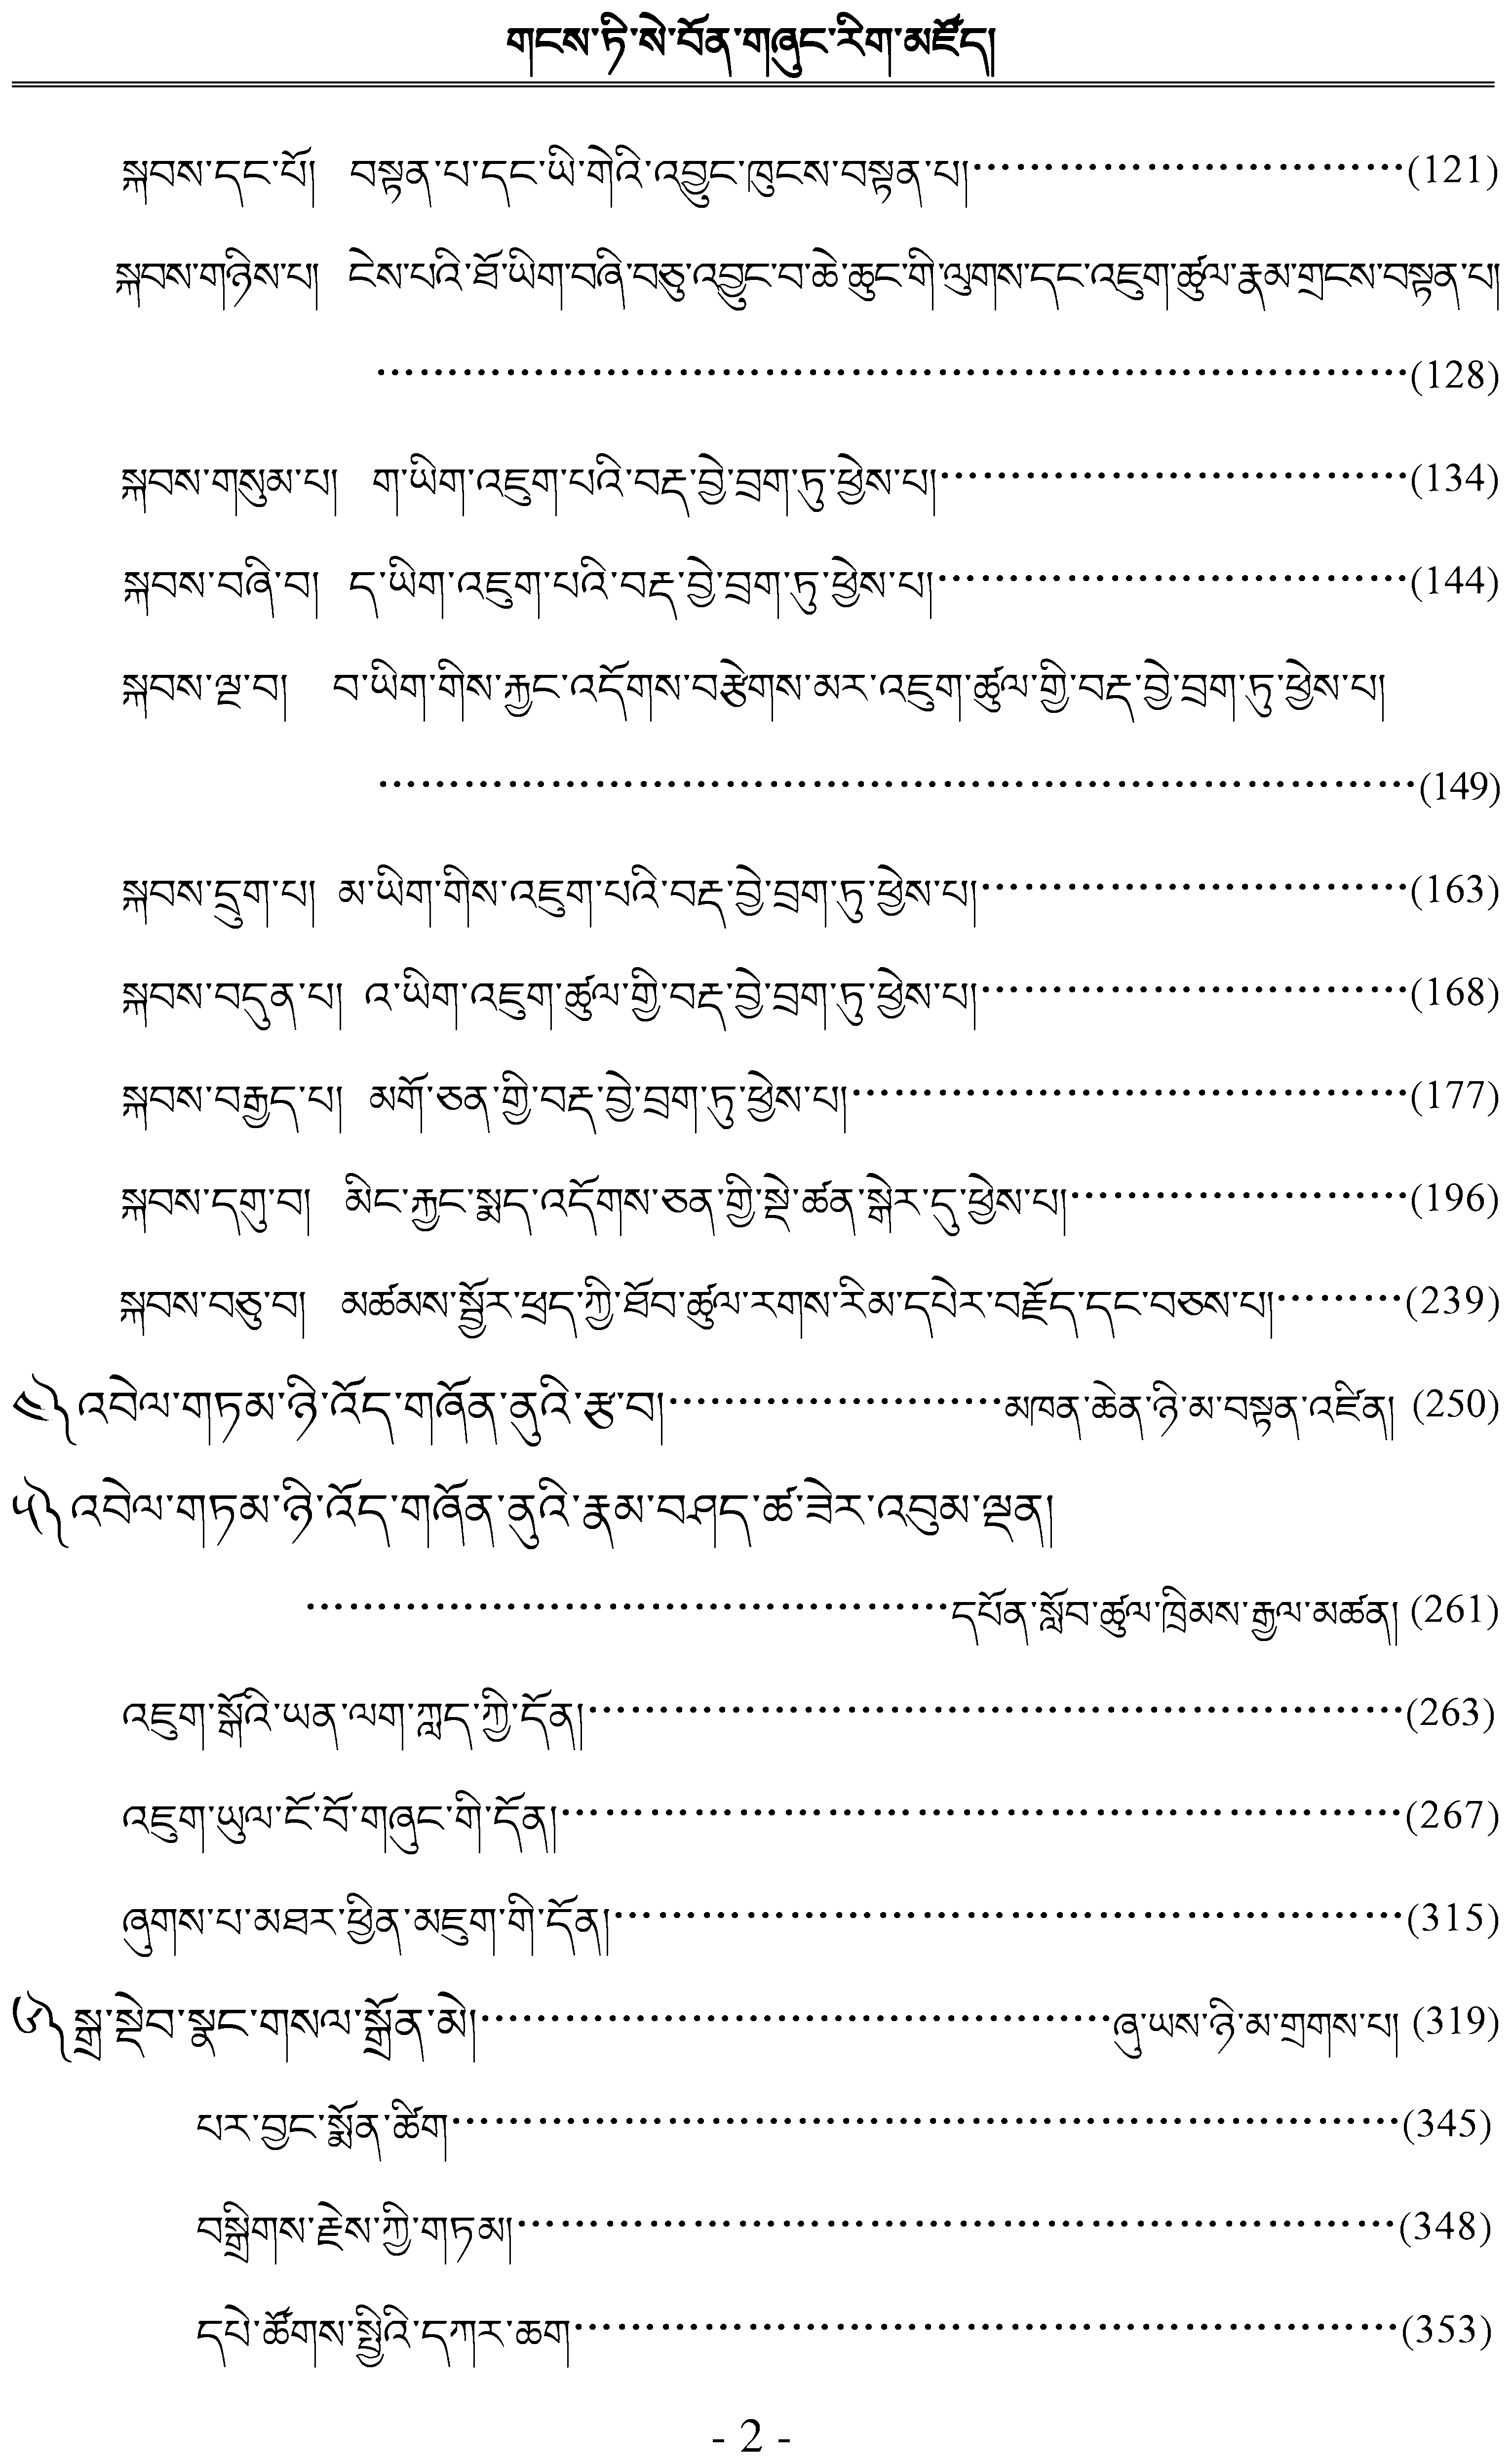 གངས་ཏི་སེ་བོན་གཞུང་རིག་མཛོད།
སྐབས་དང་པོ། བསྟན་པ་དང་ཡི་གེའི་འབྱུང་ཁུངས་བསྟན་པ།······························(121)
སྐབས་གཉིས་པ། ངེས་པའི་ཐོ་ཡིག་བཞི་བཅུ་འབྱུང་བ་ཆེ་ཆུང་གི་ལུགས་དང་འཇུག་ཚུལ་རྣམ་གྲངས་བསྟན་པ།
········································································(128)
སྐབས་གསུམ་པ། ག་ཡིག་འཇུག་པའི་བརྡ་བྱེ་བྲག་ཏུ་ཕྱེས་པ།·································(134)
སྐབས་བཞི་བ། ད་ཡིག་འཇུག་པའི་བརྡ་བྱེ་བྲག་ཏུ་ཕྱེས་པ།·································(144)
སྐབས་ལྔ་བ། བ་ཡིག་གིས་རྐྱང་འདོགས་བརྩེགས་མར་འཇུག་ཚུལ་གྱི་བརྡ་བྱེ་བྲག་ཏུ་ཕྱེས་པ།
········································································(149)
སྐབས་དྲུག་པ། མ་ཡིག་གིས་འཇུག་པའི་བརྡ་བྱེ་བྲག་ཏུ་ཕྱེས་པ།······························(163)
སྐབས་བདུན་པ། འ་ཡིག་འཇུག་ཚུལ་གྱི་བརྡ་བྱེ་བྲག་ཏུ་ཕྱེས་པ།······························(168)
སྐབས་བརྒྱད་པ། མགོ་ཅན་གྱི་བརྡ་བྱེ་བྲག་ཏུ་ཕྱེས་པ།·······································(177)
སྐབས་དགུ་བ། མིང་རྐྱང་སྨད་འདོགས་ཅན་གྱི་སྡེ་ཚན་སྒེར་དུ་ཕྱེས་པ།························(196)
སྐབས་བཅུ་བ། མཚམས་སྦྱོར་ཕྲད་ཀྱི་ཐོབ་ཚུལ་རགས་རིམ་དཔེར་བརྗོད་དང་བཅས་པ།·········(239)
༤༽ འབེལ་གཏམ་ཉི་འོད་གཞོན་ནུའི་རྩ་བ།·······················མཁན་ཆེན་ཉི་མ་བསྟན་འཛིན། (250)
༥༽ འབེལ་གཏམ་ཉི་འོད་གཞོན་ནུའི་རྣམ་བཤད་ཚ་ཟེར་འབུམ་ལྡན།
·············································དཔོན་སློབ་ཚུལ་ཁྲིམས་རྒྱལ་མཚན། (261)
འཇུག་སྒོའི་ཡན་ལག་ཀླད་ཀྱི་དོན།·························································(263)
འཇུག་ཡུལ་ངོ་བོ་གཞུང་གི་དོན།··························································(267)
ཞུགས་པ་མཐར་ཕྱིན་མཇུག་གི་དོན།······················································(315)
༦༽ སྒྲ་སྡེབ་སྣང་གསལ་སྒྲོན་མེ།············································ཞུ་ཡས་ཉི་མ་གྲགས་པ། (319)
པར་བྱང་སྨོན་ཚིག··································································(345)
བསྒྲིགས་རྗེས་ཀྱི་གཏམ།·····························································(348)
དཔེ་ཚོགས་སྤྱིའི་དཀར་ཆག·························································(353)
- 2 -